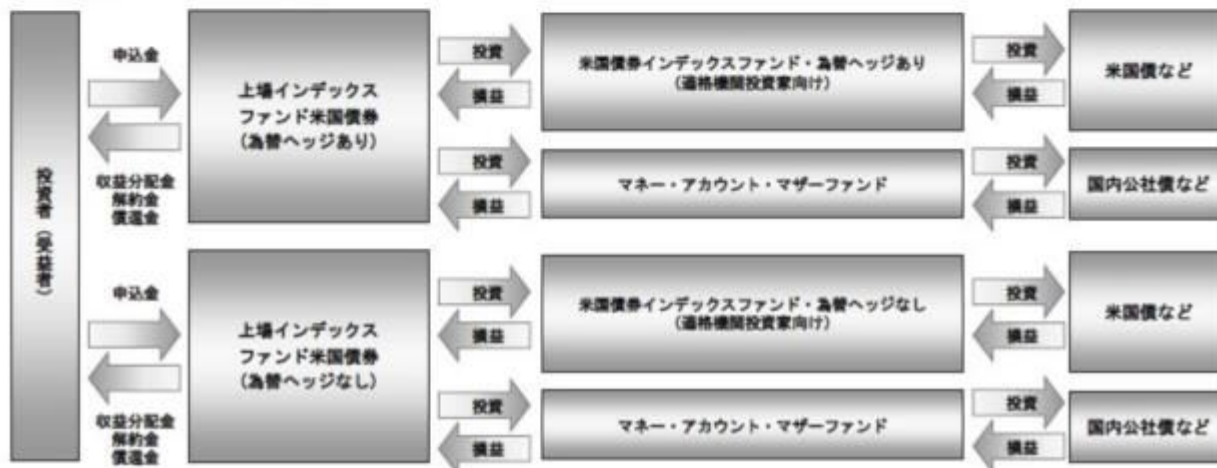 投資者（受益者）
申込金
収益分配金
解約金
償還金
上場インデックス
ファンド米国債券
（為替ヘッジあり）
投資
損益
米国債券インデックスファンド・為替ヘッジあり
（適格機関投資家向け）
投資
損益
米国債など
投資
損益
マネー・アカウント・マザーファンド
投資
損益
国内公社債など
申込金
収益分配金
解約金
償還金
上場インデックス
ファンド米国債券
（為替ヘッジなし）
投資
損益
米国債券インデックスファンド・為替ヘッジなし
（適格機関投資家向け）
投資
損益
米国債など
投資
損益
マネー・アカウント・マザーファンド
投資
損益
国内公社債など